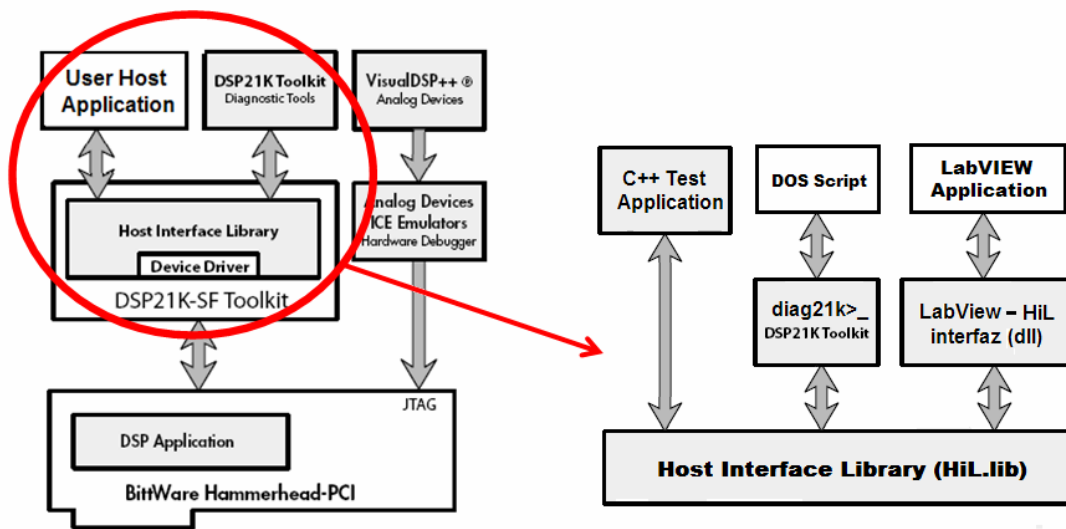 User Host
Application
DSP21K Toolkit
Diagnostic Tools
VisualDSP++ ®
Analog Devices
Host Interface Library
Device Driver
DSP21K-SF Toolkit
Analog Devices
ICE Emulators
Hardware Debugger
JTAG
DSP Application
BittWare Hammerhead-PCI
C++ Test
Application
DOS Script
LabVIEW
Application
diag21k>_
DSP21K Toolkit
LabView – HiL
interfaz (dll)
Host Interface Library (HiL.lib)